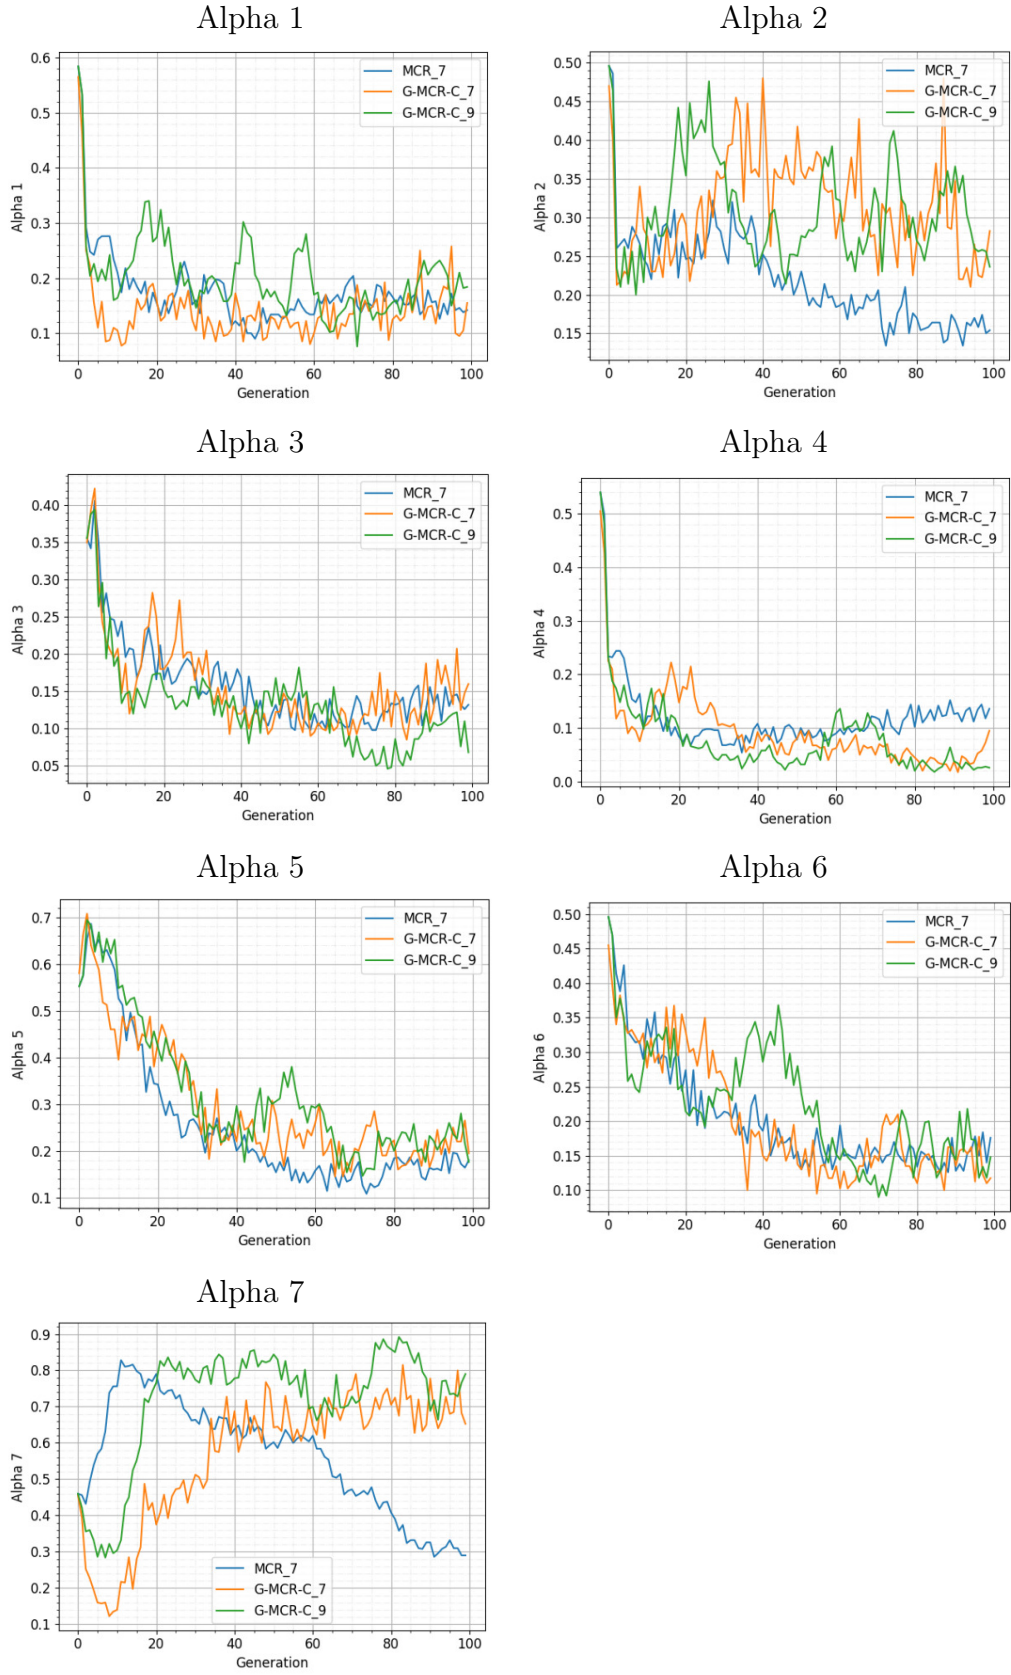 Alpha 1
0.6
0.5
0.4
0.3
0.2
0.1
Alpha 1
0 20 40 60 80 100
Generation
MCR_7
G-MCR-C_7
G-MCR-C_9
Alpha 2
0.50
0.45
0.40
0.35
0.30
0.25
0.20
0.15
Alpha 2
0 20 40 60 80 100
Generation
MCR_7
G-MCR-C_7
G-MCR-C_9
Alpha 3
0.40
0.35
0.30
0.25
0.20
0.15
0.10
0.05
Alpha 3
0 20 40 60 80 100
Generation
MCR_7
G-MCR-C_7
G-MCR-C_9
Alpha 4
0.5
0.4
0.3
0.2
0.1
0.0
Alpha 4
0 20 40 60 80 100
Generation
MCR_7
G-MCR-C_7
G-MCR-C_9
Alpha 5
0.7
0.6
0.5
0.4
0.3
0.2
0.1
Alpha 5
0 20 40 60 80 100
Generation
MCR_7
G-MCR-C_7
G-MCR-C_9
Alpha 6
0.50
0.45
0.40
0.35
0.30
0.25
0.20
0.15
0.10
Alpha 6
0 20 40 60 80 100
Generation
MCR_7
G-MCR-C_7
G-MCR-C_9
Alpha 7
0.9
0.8
0.7
0.6
0.5
0.4
0.3
0.2
0.1
Alpha 7
0 20 40 60 80 100
Generation
MCR_7
G-MCR-C_7
G-MCR-C_9